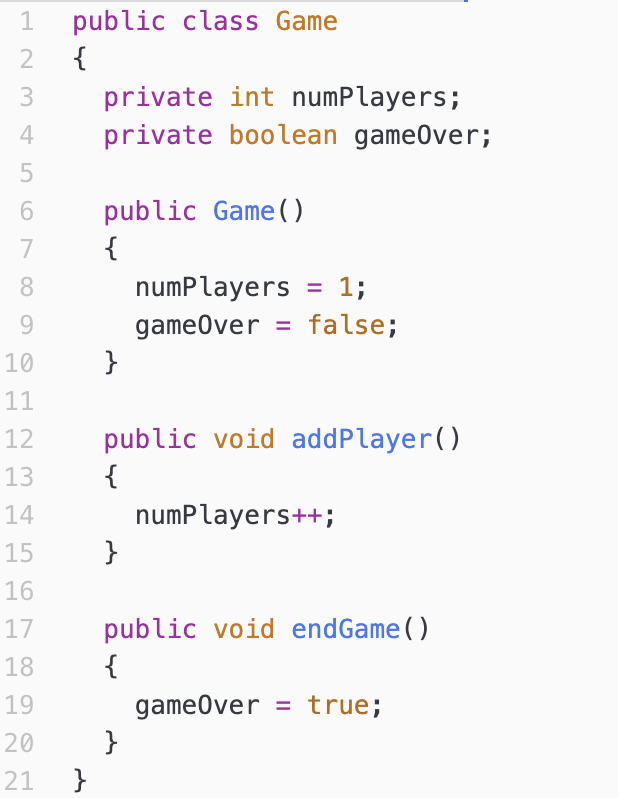 1 public class Game
2 {
3   private int numPlayers;
4   private boolean gameOver;
5
6   public Game()
7   {
8     numPlayers = 1;
9     gameOver = false;
10   }
11
12   public void addPlayer()
13   {
14     numPlayers++;
15   }
16
17   public void endGame()
18   {
19     gameOver = true;
20   }
21 }